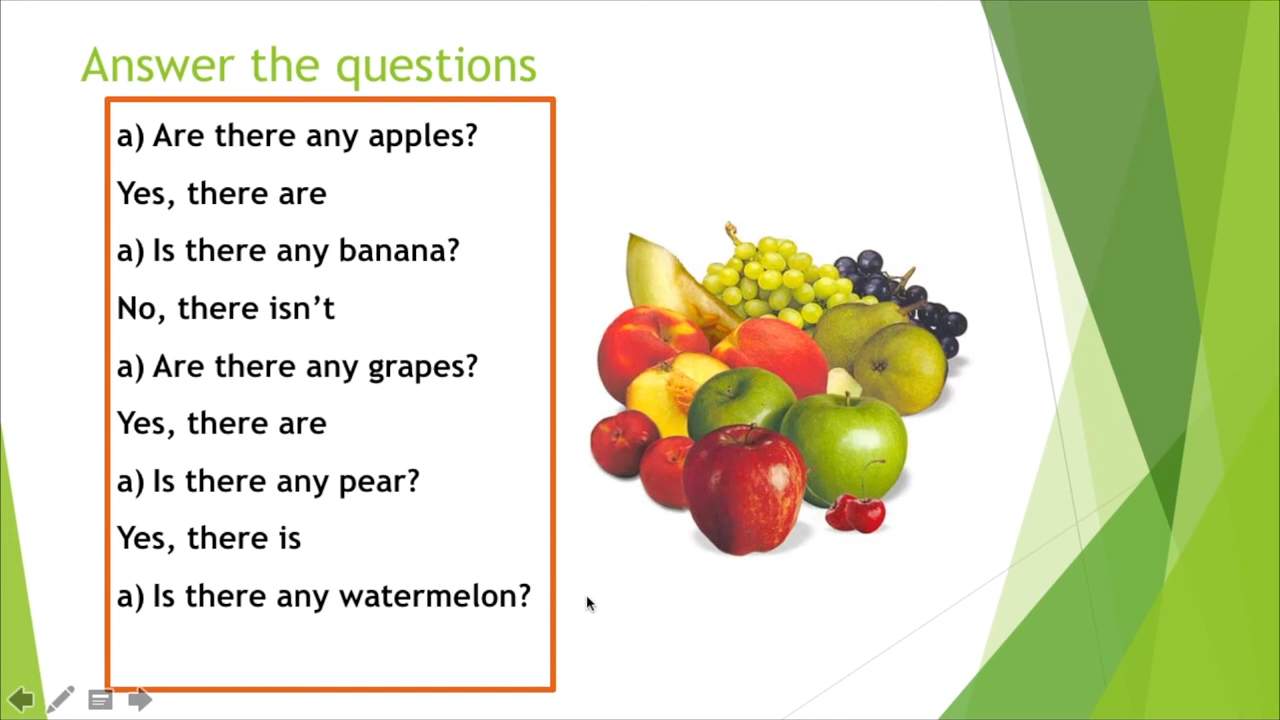 Answer the questions
a) Are there any apples?
Yes, there are
a) Is there any banana?
No, there isn’t
a) Are there any grapes?
Yes, there are
a) Is there any pear?
Yes, there is
a) Is there any watermelon?